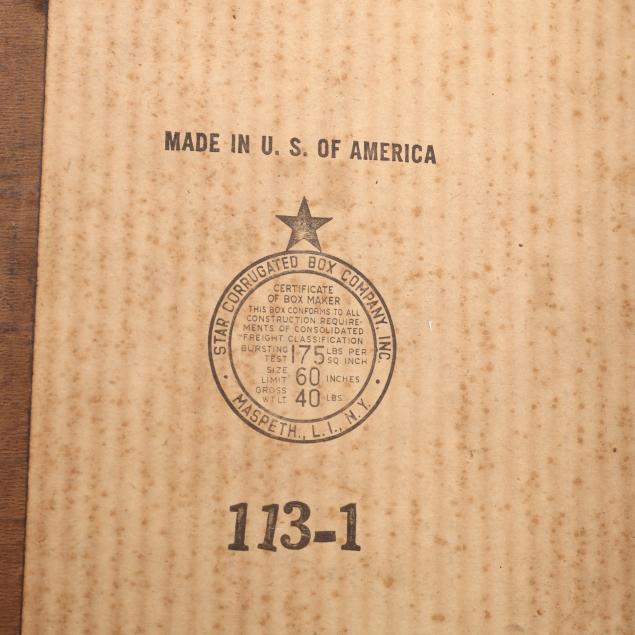 MADE IN U. S. OF AMERICA
STAR CORRUGATED BOX COMPANY, INC.
CERTIFICATE
OF BOX MAKER
THIS BOX CONFORMS TO ALL
CONSTRUCTION REQUIRE-
MENTS OF CONSOLIDATED
FREIGHT CLASSIFICATION
BURSTING TEST 175 LBS PER SQ INCH
SIZE LIMIT 60 INCHES
GROSS WT LT 40 LBS.
MASPETH., L. I., N. Y.
113-1